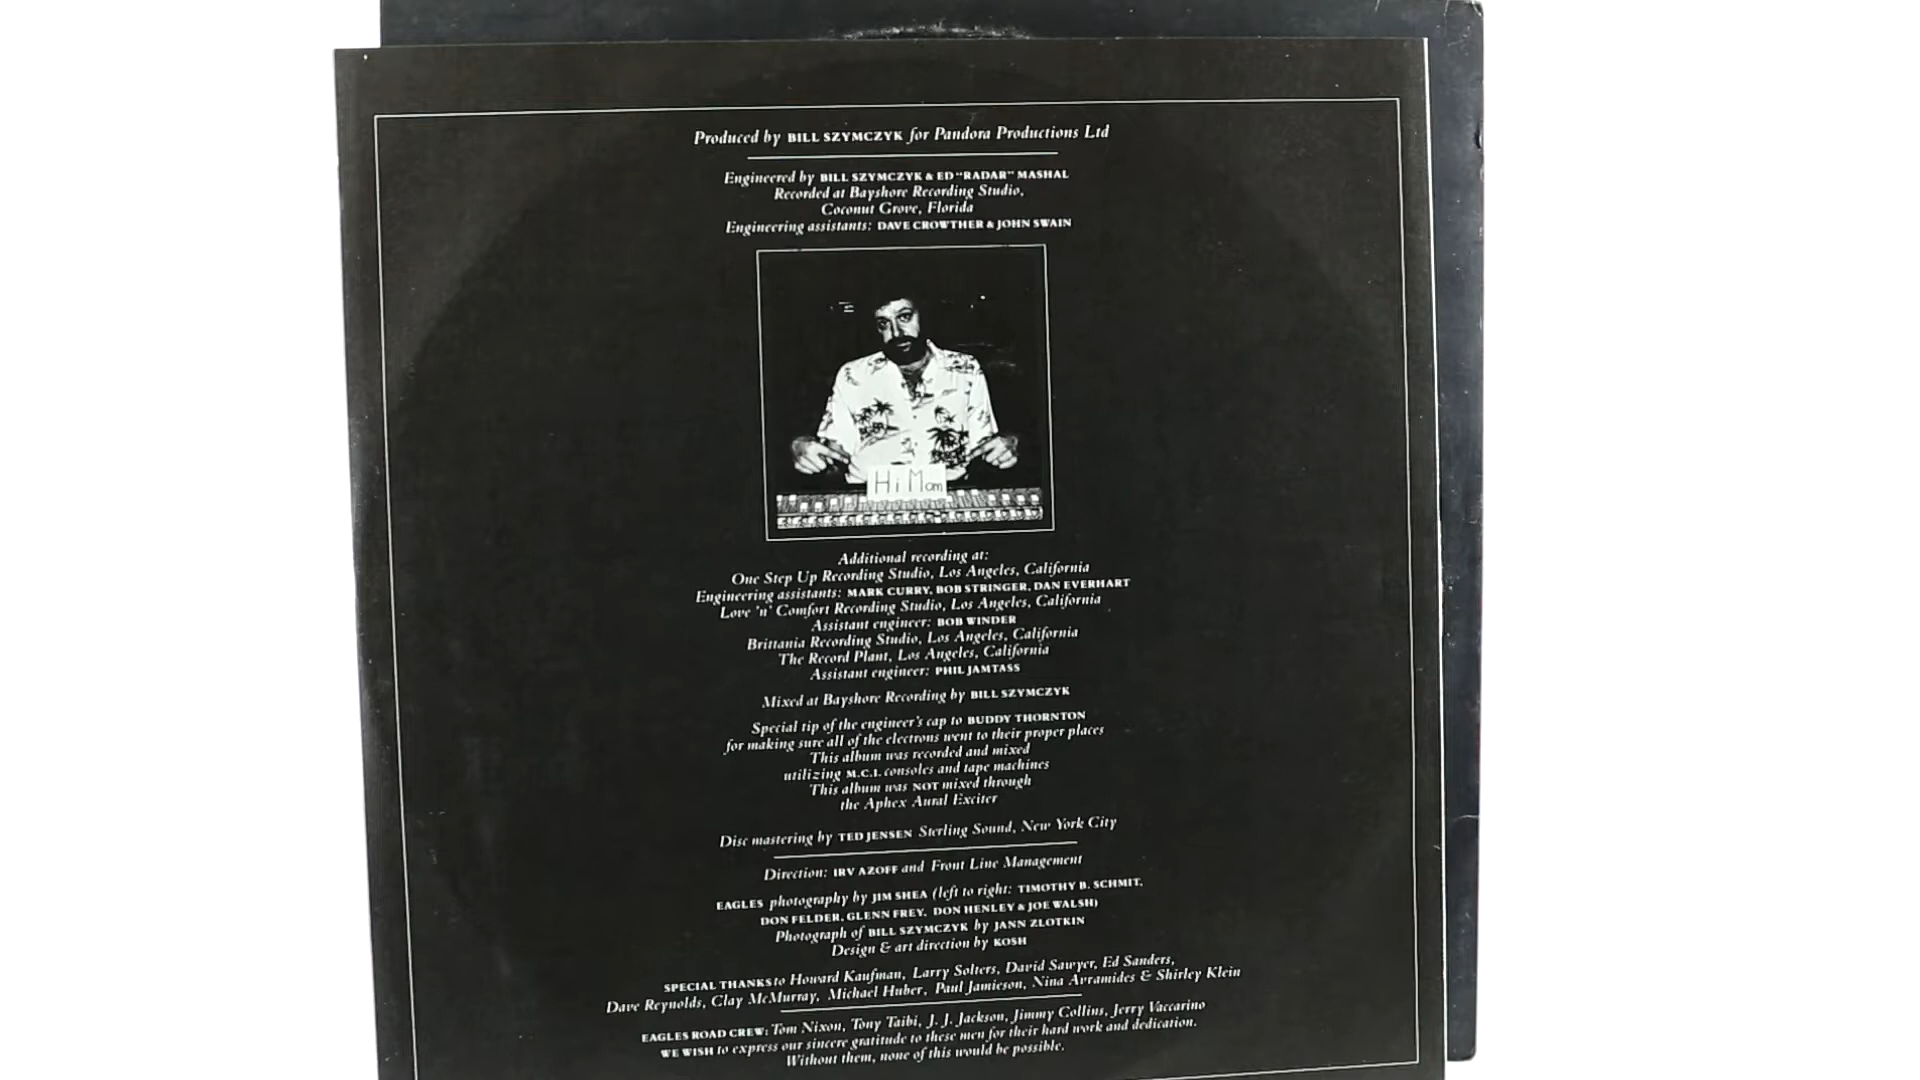 Produced by BILL SZYMCZYK for Pandora Productions Ltd
Engineered by BILL SZYMCZYK & ED "RADAR" MASHAL
Recorded at Bayshore Recording Studio,
Coconut Grove, Florida
Engineering assistants: DAVE CROWTHER & JOHN SWAIN
Hi Mom
Additional recording at:
One Step Up Recording Studio, Los Angeles, California
Engineering assistants: MARK CURRY, BOB STRINGER, DAN EVERHART
Love 'n' Comfort Recording Studio, Los Angeles, California
Assistant engineer: BOB WINDER
Brittania Recording Studio, Los Angeles, California
The Record Plant, Los Angeles, California
Assistant engineer: PHIL JAMTASS
Mixed at Bayshore Recording by BILL SZYMCZYK
Special tip of the engineer's cap to BUDDY THORNTON
for making sure all of the electrons went to their proper places
This album was recorded and mixed
utilizing M.C.I. consoles and tape machines
This album was NOT mixed through
the Aphex Aural Exciter
Disc mastering by TED JENSEN Sterling Sound, New York City
Direction: IRV AZOFF and Front Line Management
EAGLES photography by JIM SHEA (left to right: TIMOTHY B. SCHMIT,
DON FELDER, GLENN FREY, DON HENLEY & JOE WALSH)
Photograph of BILL SZYMCZYK by JANN ZLOTKIN
Design & art direction by KOSH
SPECIAL THANKS to Howard Kaufman, Larry Solters, David Sawyer, Ed Sanders,
Dave Reynolds, Clay McMurray, Michael Huber, Paul Jamieson, Nina Avramides & Shirley Klein
EAGLES ROAD CREW: Tom Nixon, Tony Taibi, J. J. Jackson, Jimmy Collins, Jerry Vaccarino
WE WISH to express our sincere gratitude to these men for their hard work and dedication.
Without them, none of this would be possible.